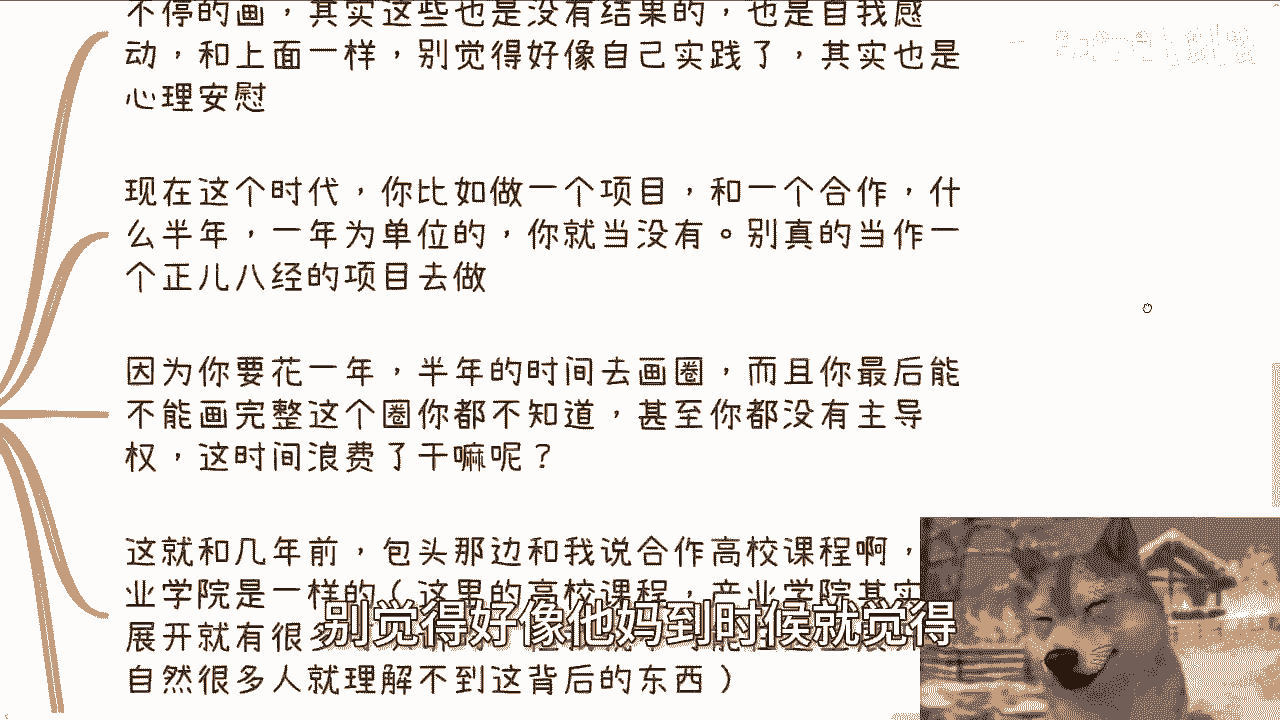 不停的画，其实这些也是没有结果的，也是自我感
动，和上面一样，别觉得好像自己实践了，其实也是
心理安慰
现在这个时代，你比如做一个项目，和一个合作，什
么半年，一年为单位的，你就当没有。别真的当作一
个正儿八经的项目去做
因为你要花一年，半年的时间去画圈，而且你最后能
不能画完整这个圈你都不知道，甚至你都没有主导
权，这时间浪费了干嘛呢？
这就和几年前，包头那边和我说合作高校课程啊，
业学院是一样的（这里的高校课程，产业学院其实
展开就有很多
自然很多人就理解不到这背后的东西）
别觉得好像他妈到时候就觉得